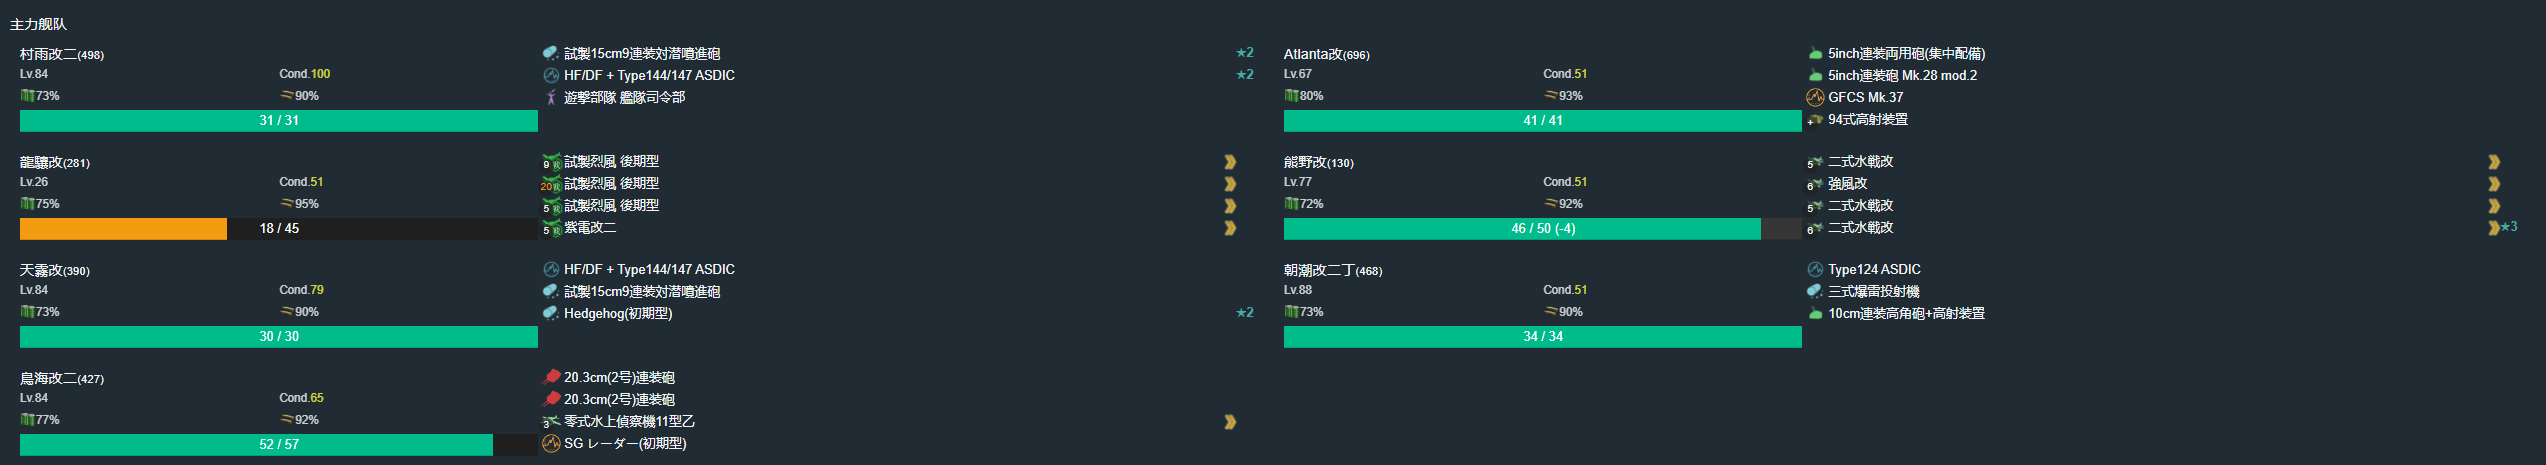 主力舰队
村雨改二(498)
Lv.84 Cond.100
73% 90%
31 / 31
試製15cm9連装対潜噴進砲 ★2
HF/DF + Type144/147 ASDIC ★2
遊撃部隊 艦隊司令部
Atlanta改(696)
Lv.67 Cond.51
80% 93%
41 / 41
5inch連装両用砲(集中配備)
5inch連装砲 Mk.28 mod.2
GFCS Mk.37
+ 94式高射装置
龍驤改(281)
Lv.26 Cond.51
75% 95%
18 / 45
9 試製烈風 後期型
20 試製烈風 後期型
5 試製烈風 後期型
5 紫電改二
熊野改(130)
Lv.77 Cond.51
72% 92%
46 / 50 (-4)
5 二式水戦改
6 強風改
5 二式水戦改
6 二式水戦改 ★3
天霧改(390)
Lv.84 Cond.79
73% 90%
30 / 30
HF/DF + Type144/147 ASDIC
試製15cm9連装対潜噴進砲
Hedgehog(初期型) ★2
朝潮改二丁(468)
Lv.88 Cond.51
73% 90%
34 / 34
Type124 ASDIC
三式爆雷投射機
10cm連装高角砲+高射装置
鳥海改二(427)
Lv.84 Cond.65
77% 92%
52 / 57
20.3cm(2号)連装砲
20.3cm(2号)連装砲
3 零式水上偵察機11型乙
SG レーダー(初期型)